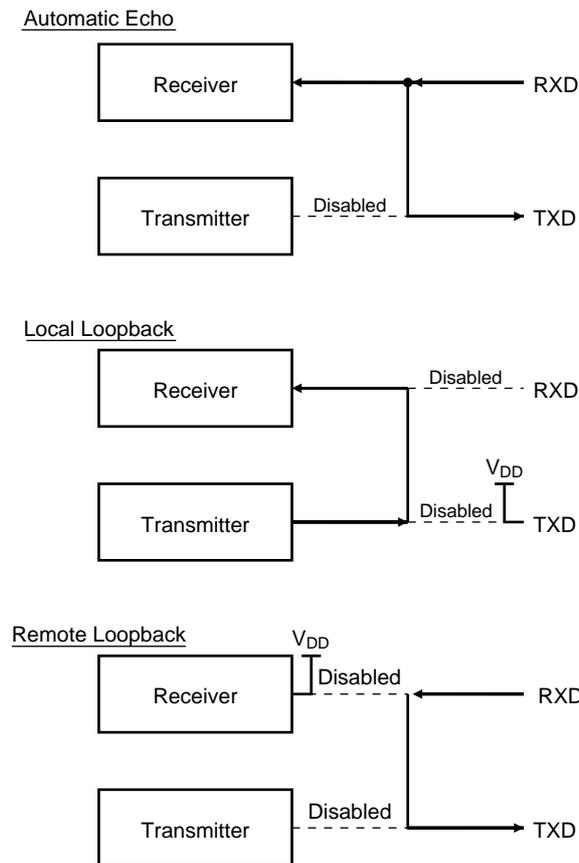 Automatic Echo
Receiver
RXD
Disabled
Transmitter
TXD
Local Loopback
Disabled
Receiver
RXD
VDD
Disabled
Transmitter
TXD
Remote Loopback
VDD
Disabled
Receiver
RXD
Disabled
Transmitter
TXD